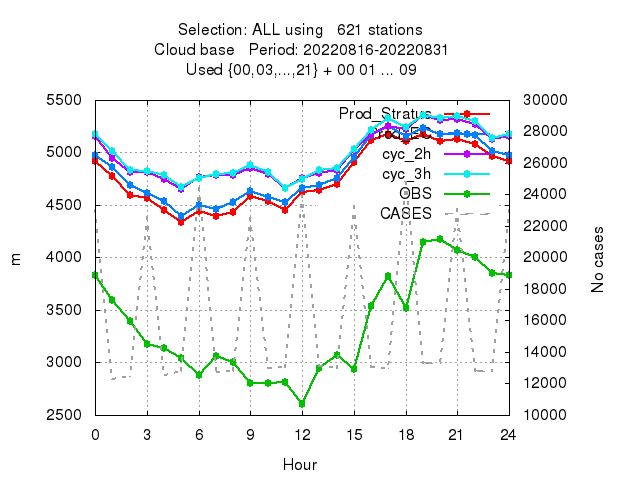 Selection: ALL using 621 stations
Cloud base Period: 20220816-20220831
Used {00,03,...,21} + 00 01 ... 09
5500
5000
4500
4000
3500
3000
2500
m
30000
28000
26000
24000
22000
20000
18000
16000
14000
12000
10000
No cases
Prod_Stratus
cyc_2h
cyc_3h
OBS
CASES
0 3 6 9 12 15 18 21 24
Hour